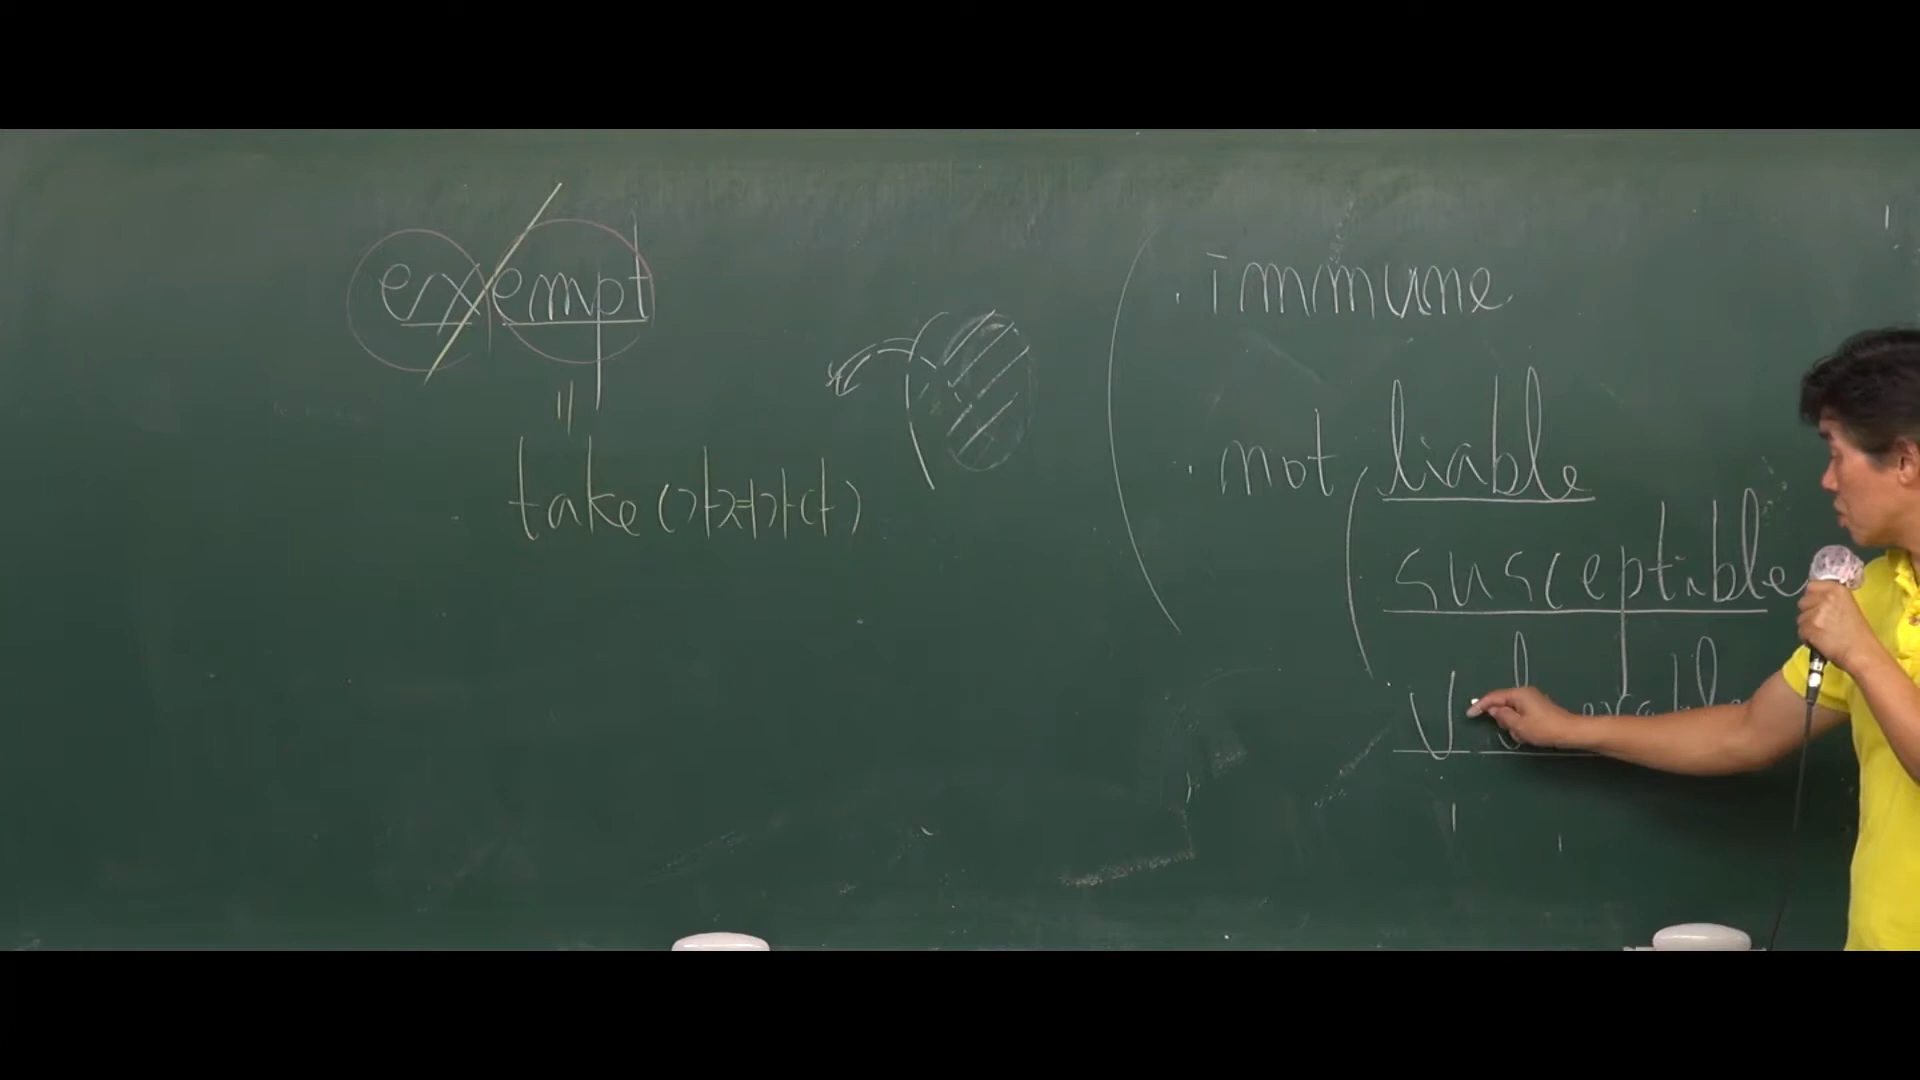 exempt
=
take (가져가다)
· immune
· not liable
susceptible